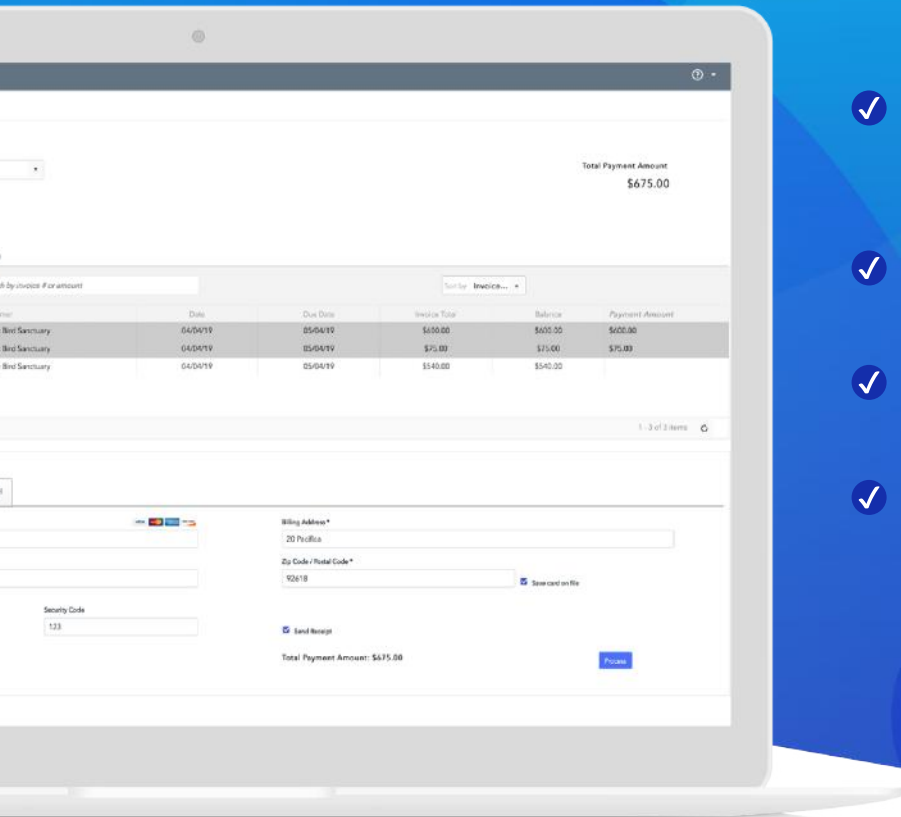 Total Payment Amount
$675.00
by invoice # or amount
Sort by Invoice...
Date Due Date Invoice Total Balance Payment Amount
Bird Sanctuary 04/04/19 05/04/19 $600.00 $600.00 $600.00
Bird Sanctuary 04/04/19 05/04/19 $75.00 $75.00 $75.00
Bird Sanctuary 04/04/19 05/04/19 $540.00 $540.00
1 - 3 of 3 items
VISA
Billing Address *
20 Pacifica
Zip Code / Postal Code *
92618
Save card on file
Security Code
123
Send Receipt
Total Payment Amount: $675.00
Process